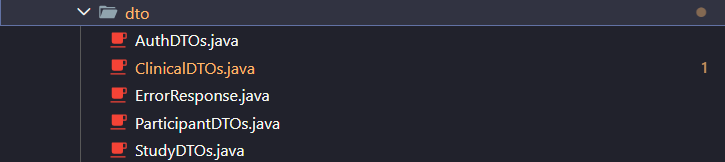 dto
AuthDTOs.java
ClinicalDTOs.java 1
ErrorResponse.java
ParticipantDTOs.java
StudyDTOs.java